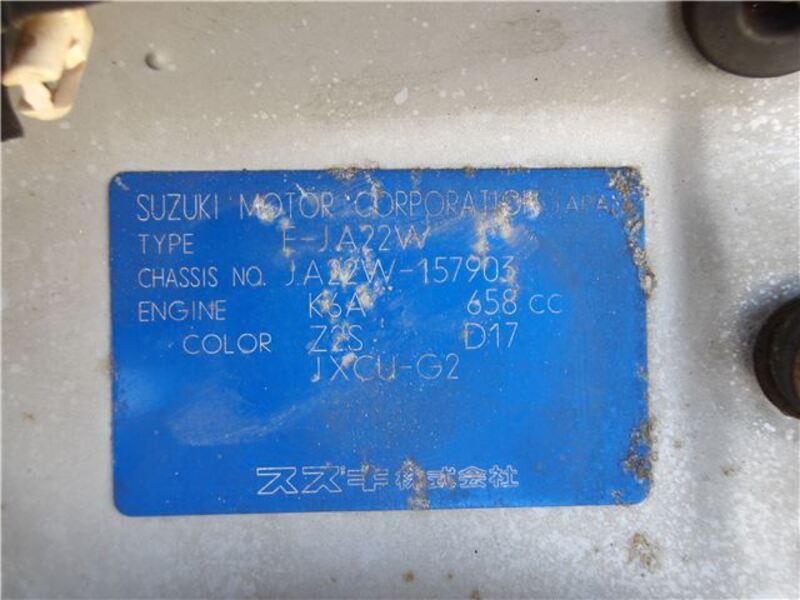 SUZUKI MOTOR CORPORATION JAPAN
TYPE E-JA22W
CHASSIS NO. JA22W-157903
ENGINE K6A 658 CC
COLOR Z2S D17
JXCU-G2
スズキ株式会社